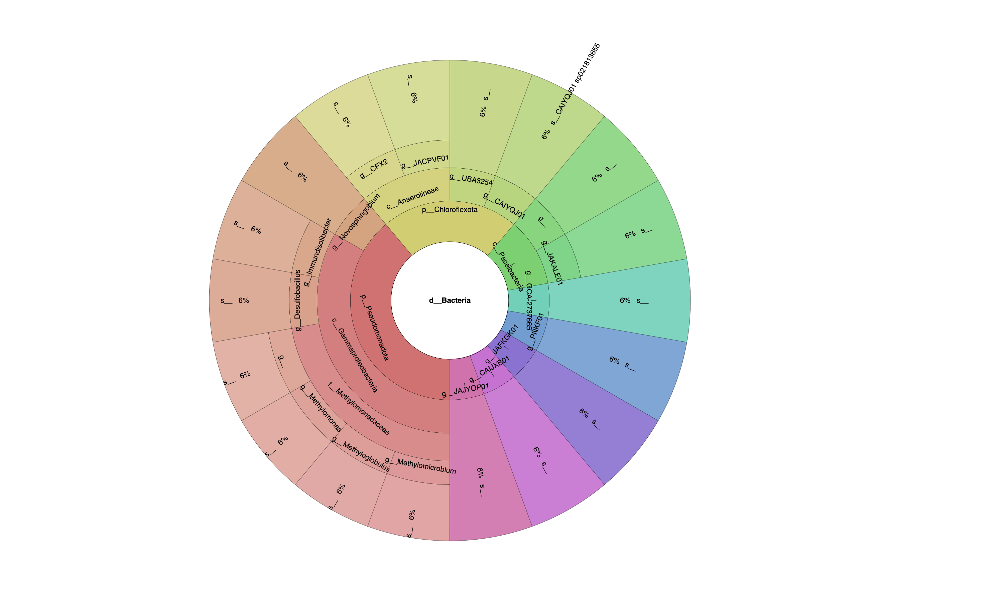 d__Bacteria
p__Chloroflexota
c__Anaerolineae
g__CFX2
s__ 6%
g__JACPVF01
s__ 6%
g__UBA3254
6% s__
g__CAIYQJ01
6% s__CAIYQJ01 sp021813655
c__Paceibacteria
g__
6% s__
g__JAKALE01
6% s__
g__GCA-2737665
6% s__
g__PNKF01
6% s__
g__JAFKGK01
6% s__
g__CAIJXB01
6% s__
g__JAJYOP01
6% s__
p__Pseudomonadota
c__Gammaproteobacteria
f__Methylomonadaceae
g__Methylomicrobium
s__ 6%
g__Methyloglobulus
s__ 6%
g__Methylomonas
s__ 6%
g__
s__ 6%
g__Desulfobacillus
s__ 6%
g__Immundisolibacter
s__ 6%
g__Novosphingobium
s__ 6%